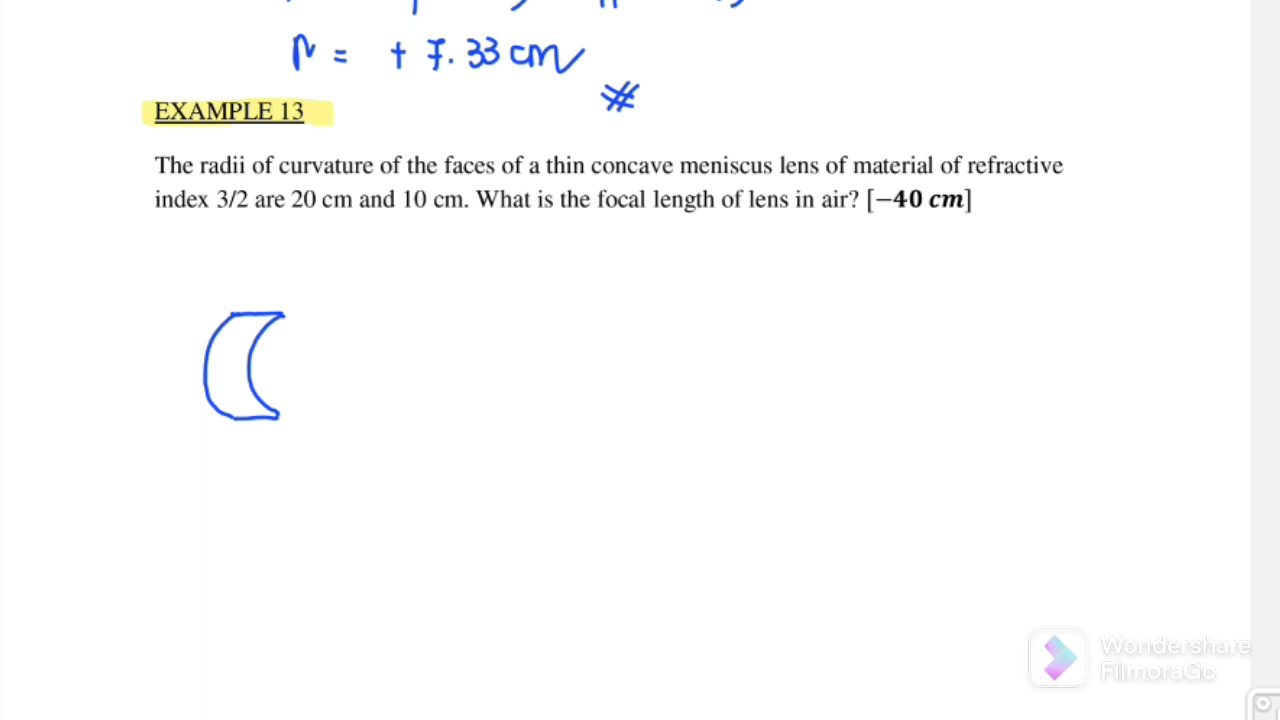 r = + 7.33 cm
EXAMPLE 13
The radii of curvature of the faces of a thin concave meniscus lens of material of refractive
index 3/2 are 20 cm and 10 cm. What is the focal length of lens in air? [−40 cm]
Wondershare
FilmoraGo